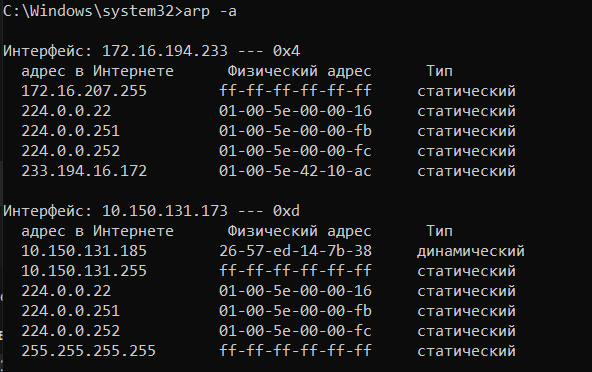 C:\Windows\system32>arp -a
Интерфейс: 172.16.194.233 --- 0x4
адрес в Интернете Физический адрес Тип
172.16.207.255 ff-ff-ff-ff-ff-ff статический
224.0.0.22 01-00-5e-00-00-16 статический
224.0.0.251 01-00-5e-00-00-fb статический
224.0.0.252 01-00-5e-00-00-fc статический
233.194.16.172 01-00-5e-42-10-ac статический
Интерфейс: 10.150.131.173 --- 0xd
адрес в Интернете Физический адрес Тип
10.150.131.185 26-57-ed-14-7b-38 динамический
10.150.131.255 ff-ff-ff-ff-ff-ff статический
224.0.0.22 01-00-5e-00-00-16 статический
224.0.0.251 01-00-5e-00-00-fb статический
224.0.0.252 01-00-5e-00-00-fc статический
255.255.255.255 ff-ff-ff-ff-ff-ff статический